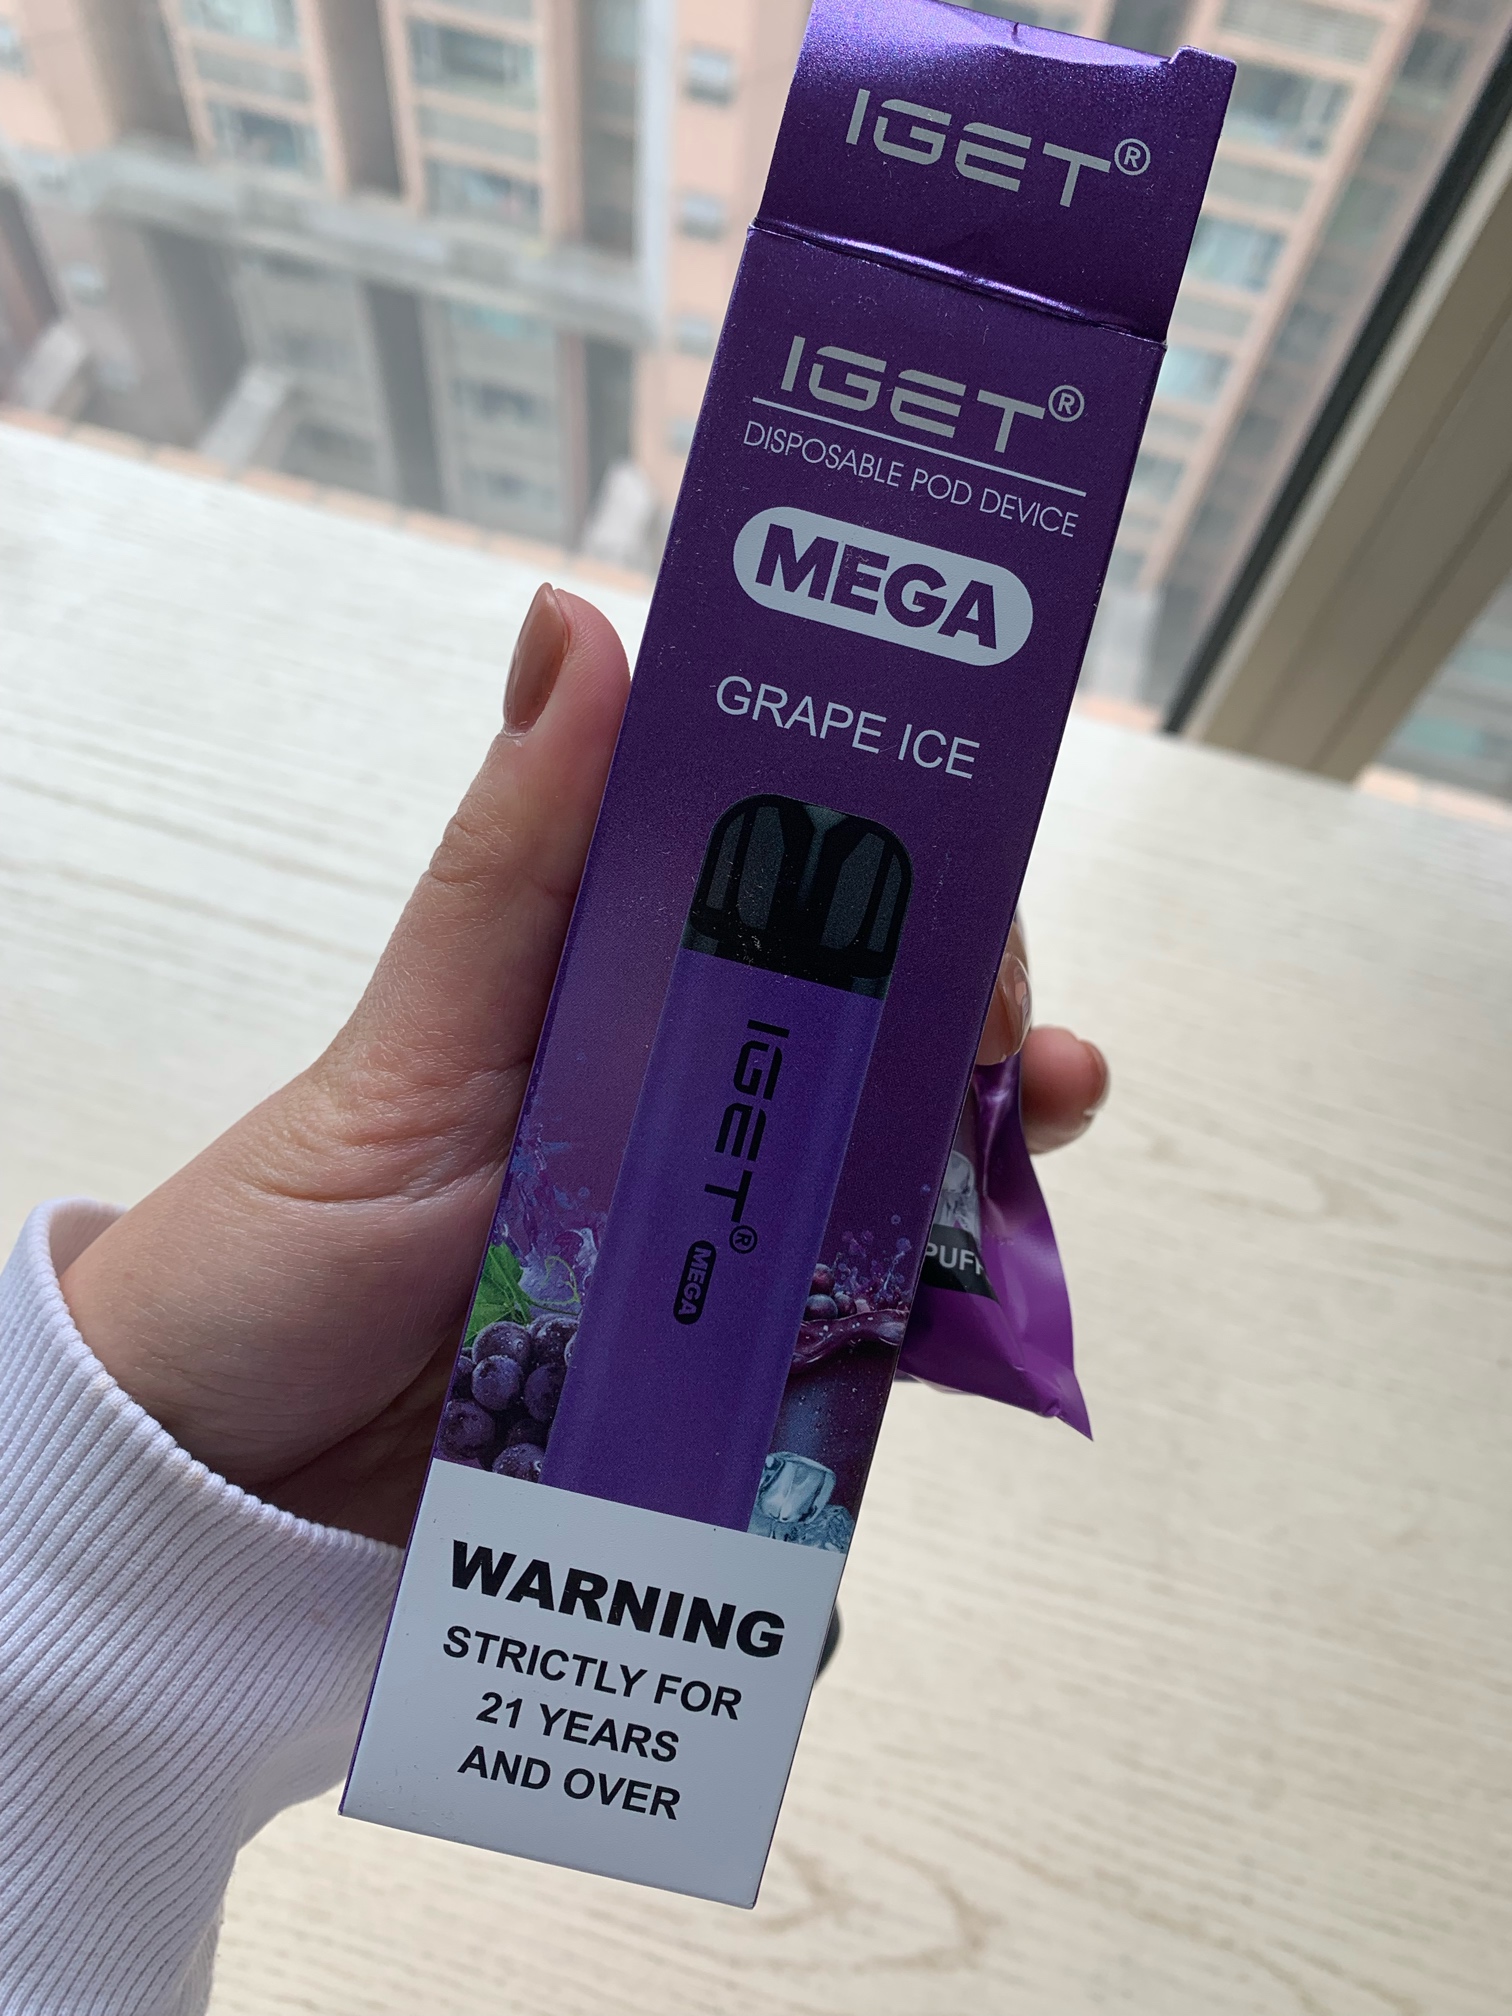 IGET®
IGET®
DISPOSABLE POD DEVICE
MEGA
GRAPE ICE
IGET®
MEGA
WARNING
STRICTLY FOR
21 YEARS
AND OVER